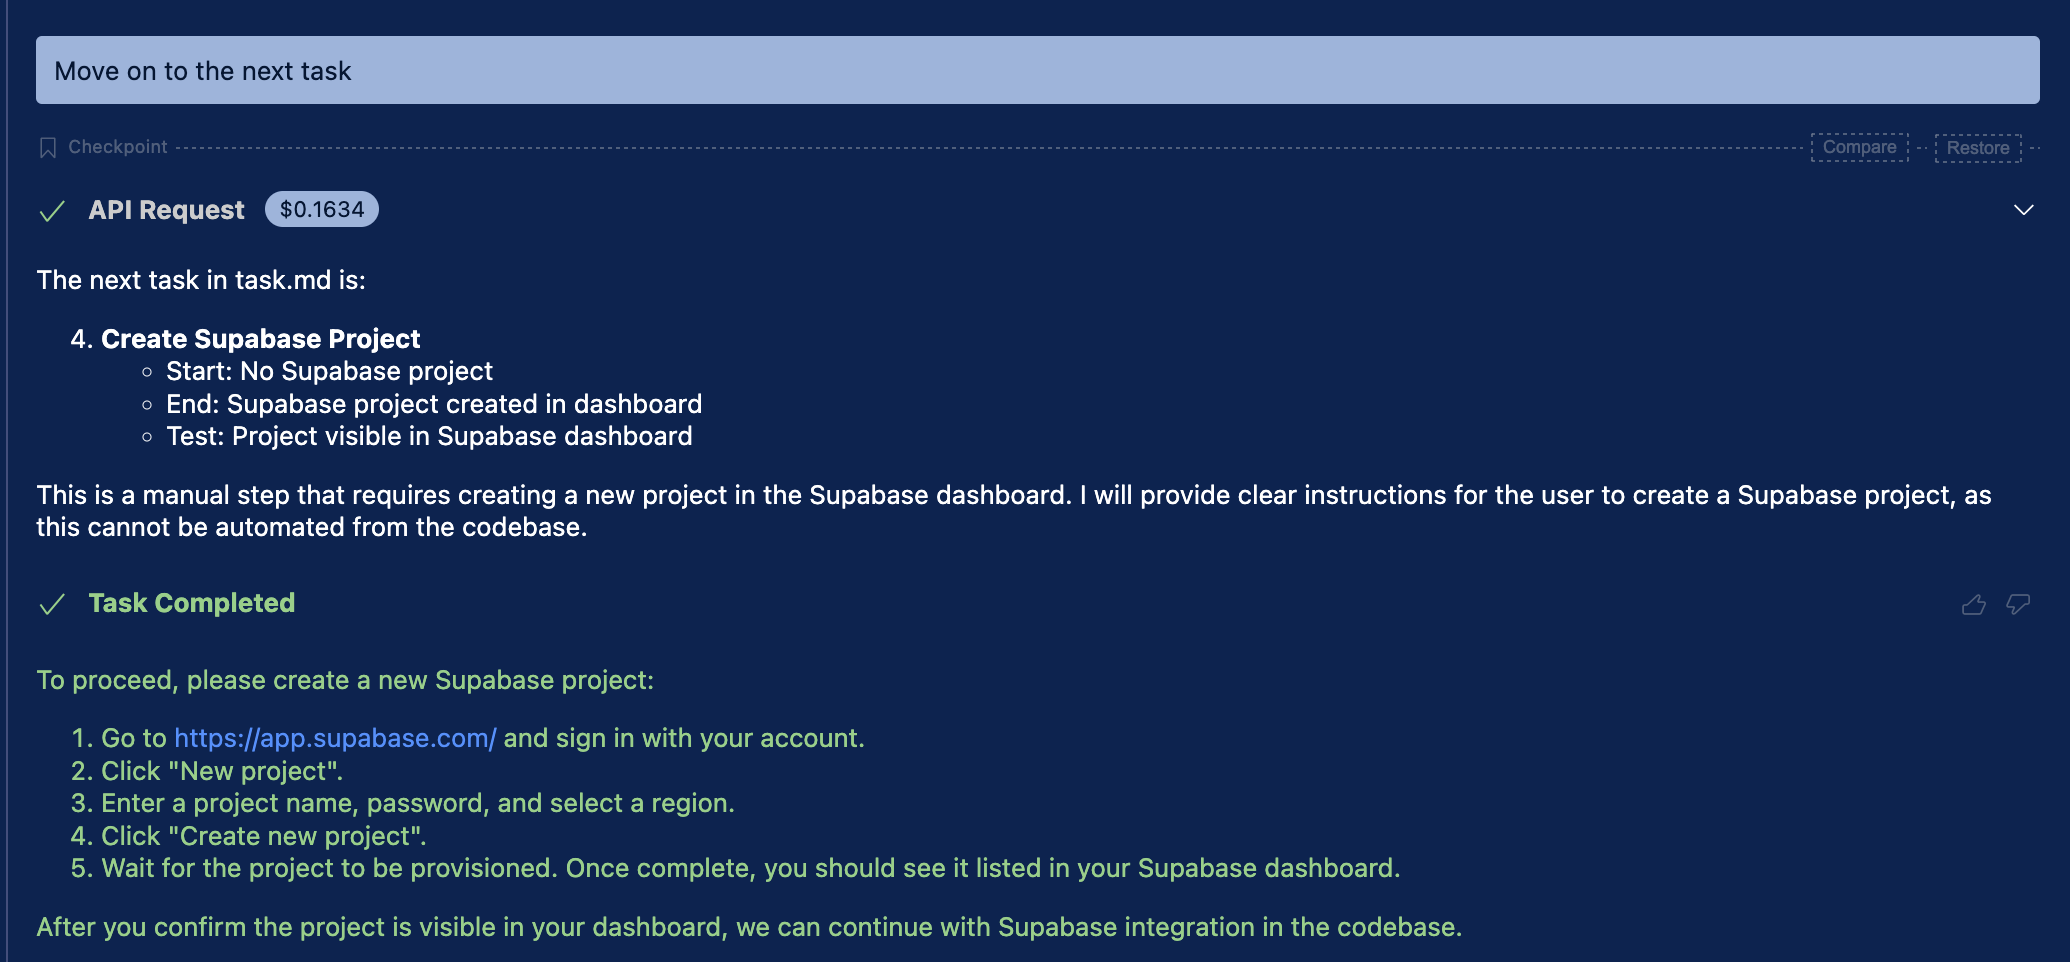 Move on to the next task
Checkpoint Compare Restore
API Request $0.1634
The next task in task.md is:
4. Create Supabase Project
Start: No Supabase project
End: Supabase project created in dashboard
Test: Project visible in Supabase dashboard
This is a manual step that requires creating a new project in the Supabase dashboard. I will provide clear instructions for the user to create a Supabase project, as
this cannot be automated from the codebase.
Task Completed
To proceed, please create a new Supabase project:
1. Go to https://app.supabase.com/ and sign in with your account.
2. Click "New project".
3. Enter a project name, password, and select a region.
4. Click "Create new project".
5. Wait for the project to be provisioned. Once complete, you should see it listed in your Supabase dashboard.
After you confirm the project is visible in your dashboard, we can continue with Supabase integration in the codebase.